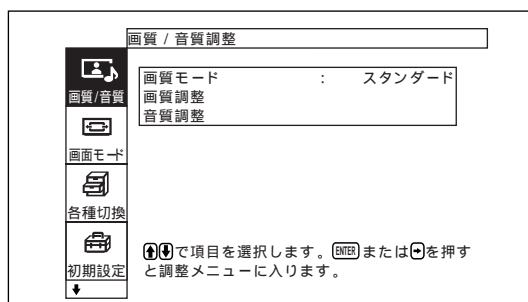 画質 / 音質調整
画質/音質
画面モード
各種切換
初期設定
画質モード : スタンダード
画質調整
音質調整
で項目を選択します。ENTERまたはを押す
と調整メニューに入ります。